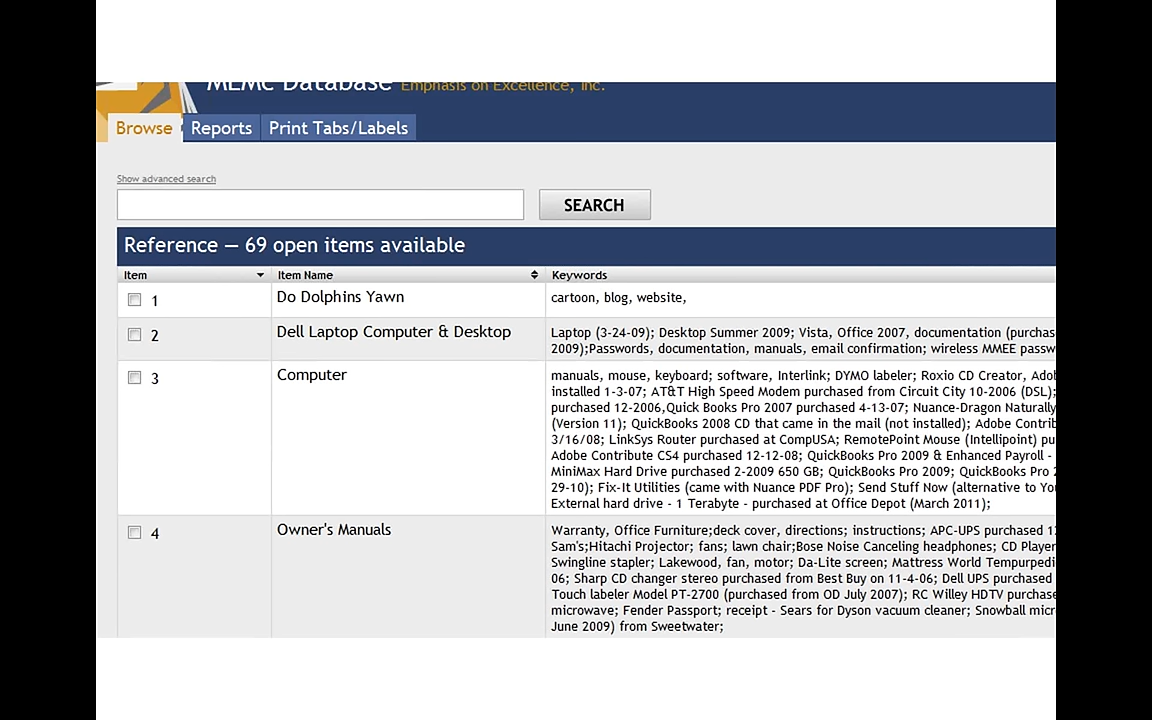 MEMc Database Emphasis on Excellence, Inc.
Browse Reports Print Tabs/Labels
Show advanced search
SEARCH
Reference — 69 open items available
Item Item Name Keywords
1 Do Dolphins Yawn cartoon, blog, website,
2 Dell Laptop Computer & Desktop Laptop (3-24-09); Desktop Summer 2009; Vista, Office 2007, documentation (purchas
2009);Passwords, documentation, manuals, email confirmation; wireless MMEE passw
3 Computer manuals, mouse, keyboard; software, Interlink; DYMO labeler; Roxio CD Creator, Adob
installed 1-3-07; AT&T High Speed Modem purchased from Circuit City 10-2006 (DSL);
purchased 12-2006,Quick Books Pro 2007 purchased 4-13-07; Nuance-Dragon Naturally
(Version 11); QuickBooks 2008 CD that came in the mail (not installed); Adobe Contrib
3/16/08; LinkSys Router purchased at CompUSA; RemotePoint Mouse (Intellipoint) pu
Adobe Contribute CS4 purchased 12-12-08; QuickBooks Pro 2009 & Enhanced Payroll -
MiniMax Hard Drive purchased 2-2009 650 GB; QuickBooks Pro 2009; QuickBooks Pro 2
29-10); Fix-It Utilities (came with Nuance PDF Pro); Send Stuff Now (alternative to Yo
External hard drive - 1 Terabyte - purchased at Office Depot (March 2011);
4 Owner's Manuals Warranty, Office Furniture;deck cover, directions; instructions; APC-UPS purchased 1
Sam's;Hitachi Projector; fans; lawn chair;Bose Noise Canceling headphones; CD Player
Swingline stapler; Lakewood, fan, motor; Da-Lite screen; Mattress World Tempurpedi
06; Sharp CD changer stereo purchased from Best Buy on 11-4-06; Dell UPS purchased
Touch labeler Model PT-2700 (purchased from OD July 2007); RC Willey HDTV purchase
microwave; Fender Passport; receipt - Sears for Dyson vacuum cleaner; Snowball micr
June 2009) from Sweetwater;